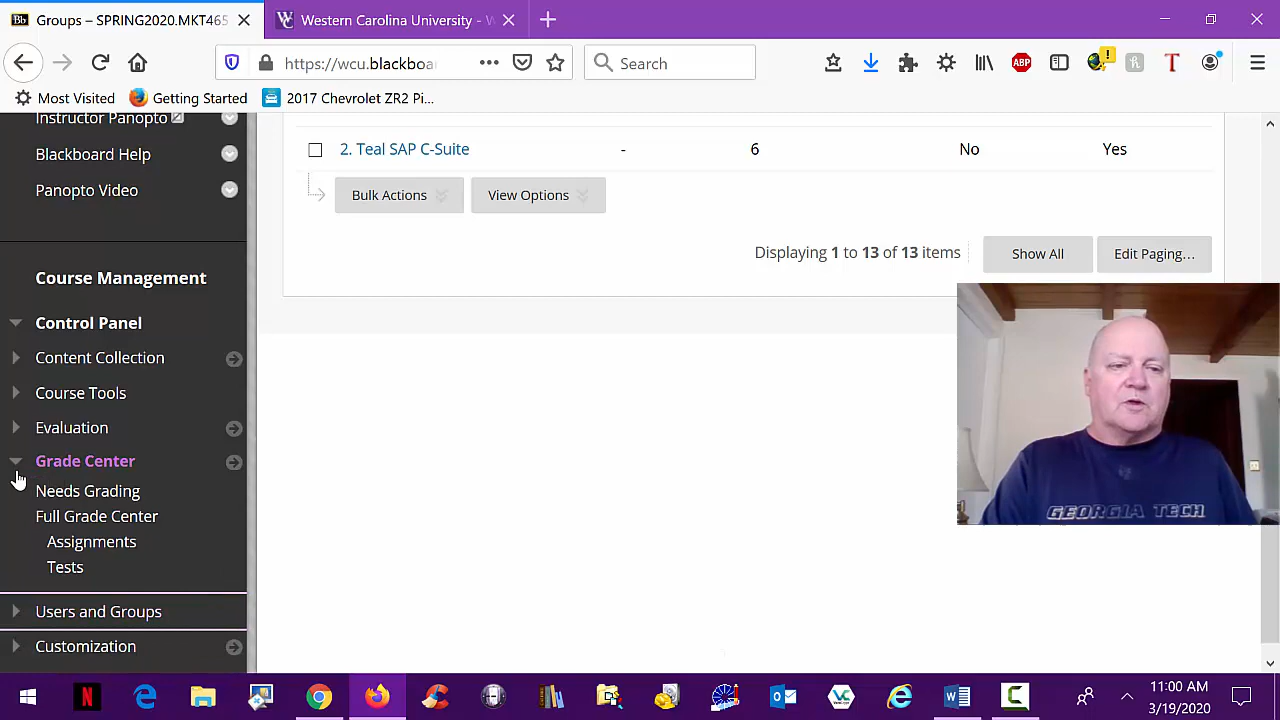 Bb Groups – SPRING2020.MKT465
WC Western Carolina University - W
https://wcu.blackboa
Search
ABP
T
Most Visited
Getting Started
2017 Chevrolet ZR2 Pi...
Instructor Panopto
Blackboard Help
Panopto Video
Course Management
Control Panel
Content Collection
Course Tools
Evaluation
Grade Center
Needs Grading
Full Grade Center
Assignments
Tests
Users and Groups
Customization
2. Teal SAP C-Suite - 6 No Yes
Bulk Actions
View Options
Displaying 1 to 13 of 13 items
Show All
Edit Paging...
GEORGIA TECH
11:00 AM
3/19/2020